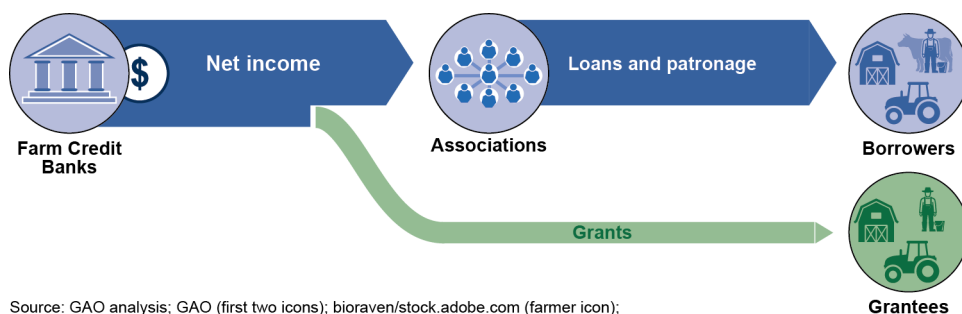 $
Net income
Loans and patronage
Farm Credit
Banks
Associations
Borrowers
Grants
Grantees
Source: GAO analysis; GAO (first two icons); bioraven/stock.adobe.com (farmer icon);